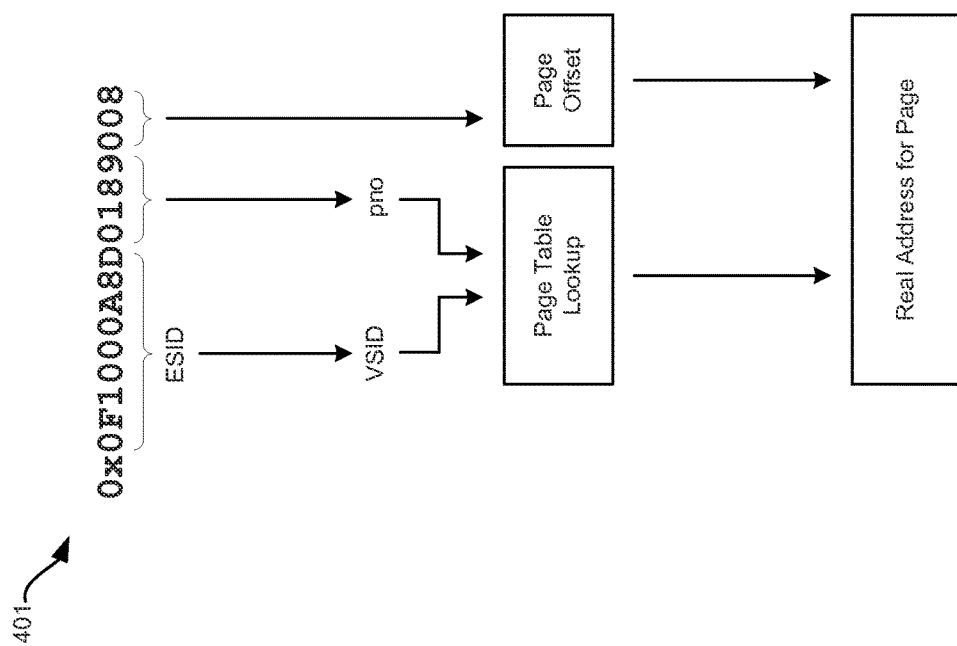 401
0x0F1000A8D0189008
ESID
VSID
pno
Page Table
Lookup
Page
Offset
Real Address for Page